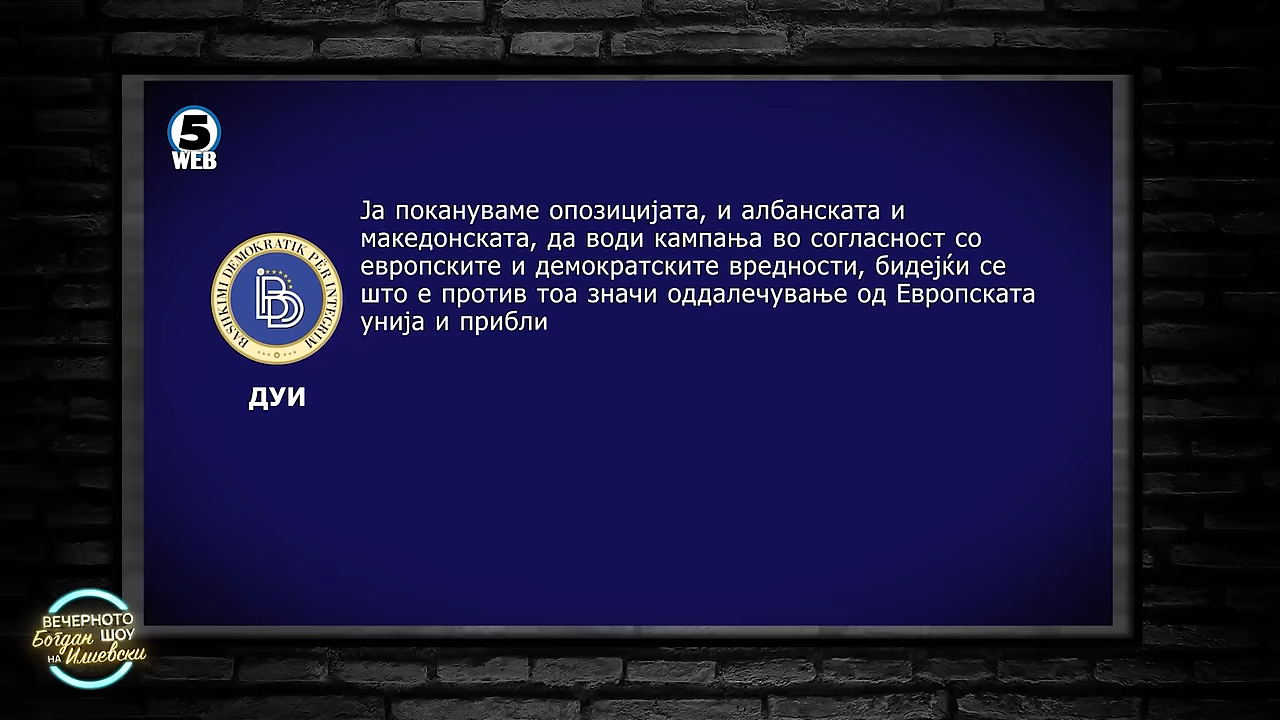 5
WEB
Ја покануваме опозицијата, и албанската и
македонската, да води кампања во согласност со
европските и демократските вредности, бидејќи се
што е против тоа значи оддалечување од Европската
унија и прибли
BASHKIMI DEMOKRATIK PËR INTEGRIM
ДУИ
ВЕЧЕРНОТО
Богдан ШОУ
НА Илиевски